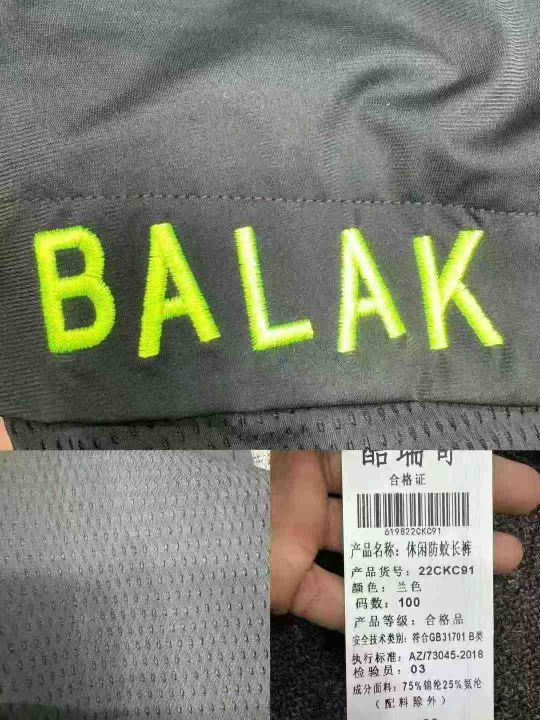 BALAK
合格证
619822CKC91
产品名称：休闲防蚊长裤
产品货号：22CKC91
颜色：兰色
码数：100
产品等级：合格品
安全技术类别：符合GB31701 B类
执行标准：AZ/73045-2018
检验员：03
成分面料：75%锦纶25%氨纶
（配料除外）